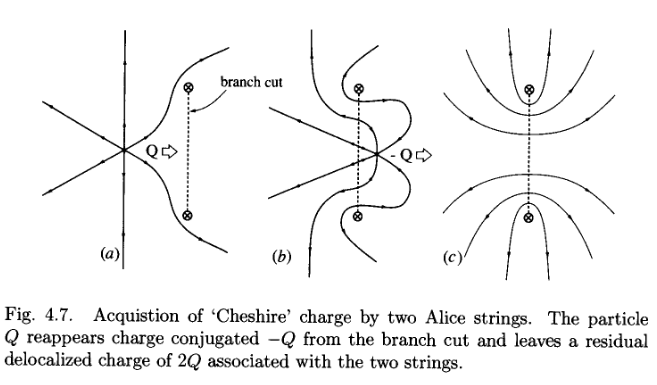 branch cut
Q
- Q
(a)
(b)
(c)
Fig. 4.7. Acquistion of ‘Cheshire’ charge by two Alice strings. The particle
Q reappears charge conjugated −Q from the branch cut and leaves a residual
delocalized charge of 2Q associated with the two strings.